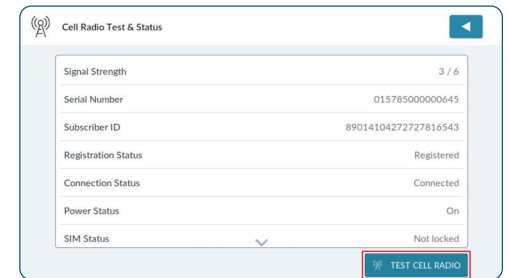 Cell Radio Test & Status
Signal Strength 3 / 6
Serial Number 015785000000645
Subscriber ID 89014104272727816543
Registration Status Registered
Connection Status Connected
Power Status On
SIM Status Not locked
TEST CELL RADIO